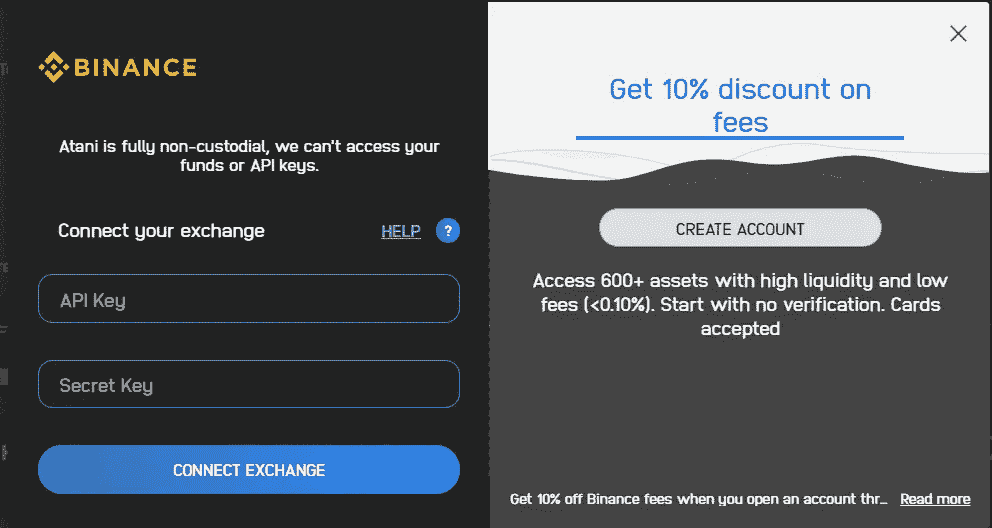 BINANCE
Atani is fully non-custodial, we can't access your
funds or API keys.
Connect your exchange
HELP ?
API Key
Secret Key
CONNECT EXCHANGE
Get 10% discount on
fees
CREATE ACCOUNT
Access 600+ assets with high liquidity and low
fees (<0.10%). Start with no verification. Cards
accepted
Get 10% off Binance fees when you open an account thr... Read more